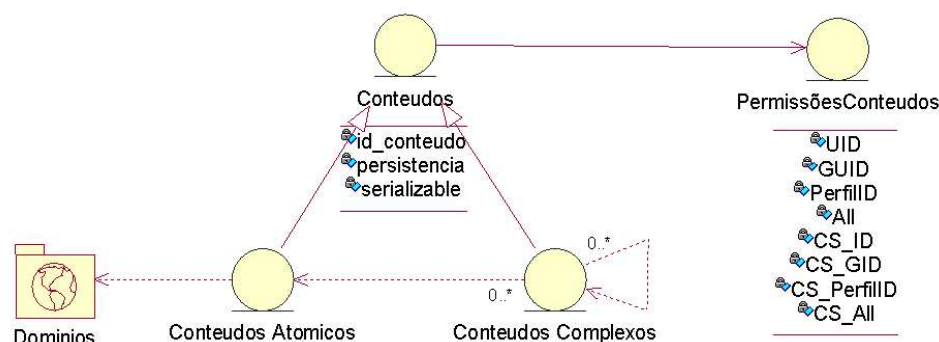 Conteudos
PermissõesConteudos
id_conteudo
persistencia
serializable
UID
GUID
PerfilID
All
CS_ID
CS_GID
CS_PerfilID
CS_All
0..*
0..*
Dominios
Conteudos Atomicos
Conteudos Complexos